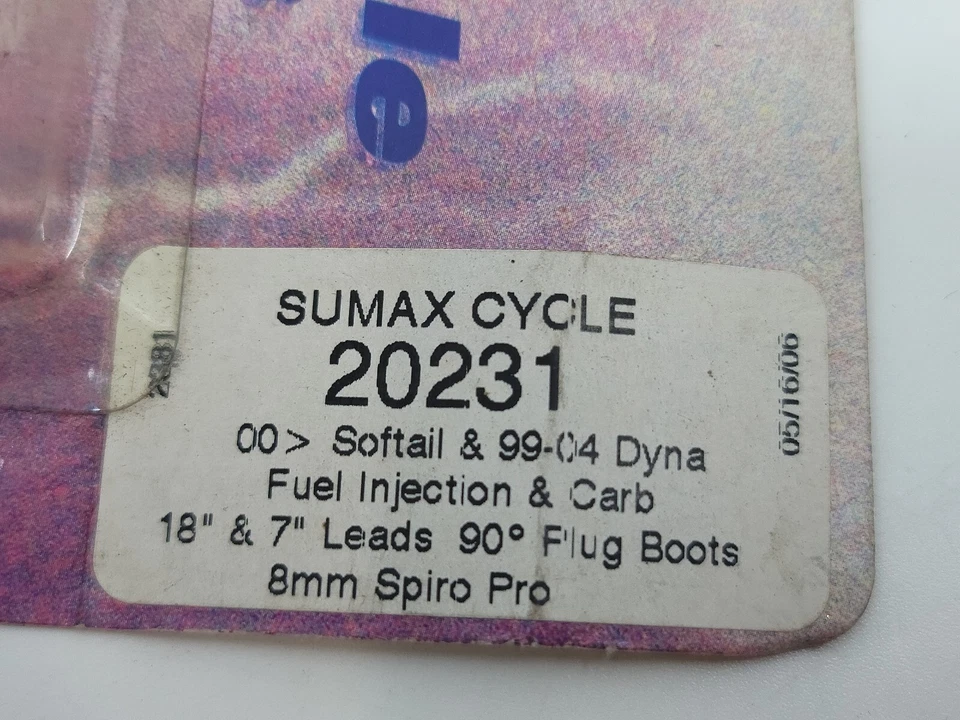 le
SUMAX CYCLE
20231
00> Softail & 99-04 Dyna
Fuel Injection & Carb
18" & 7" Leads 90° Plug Boots
8mm Spiro Pro
05/16/06